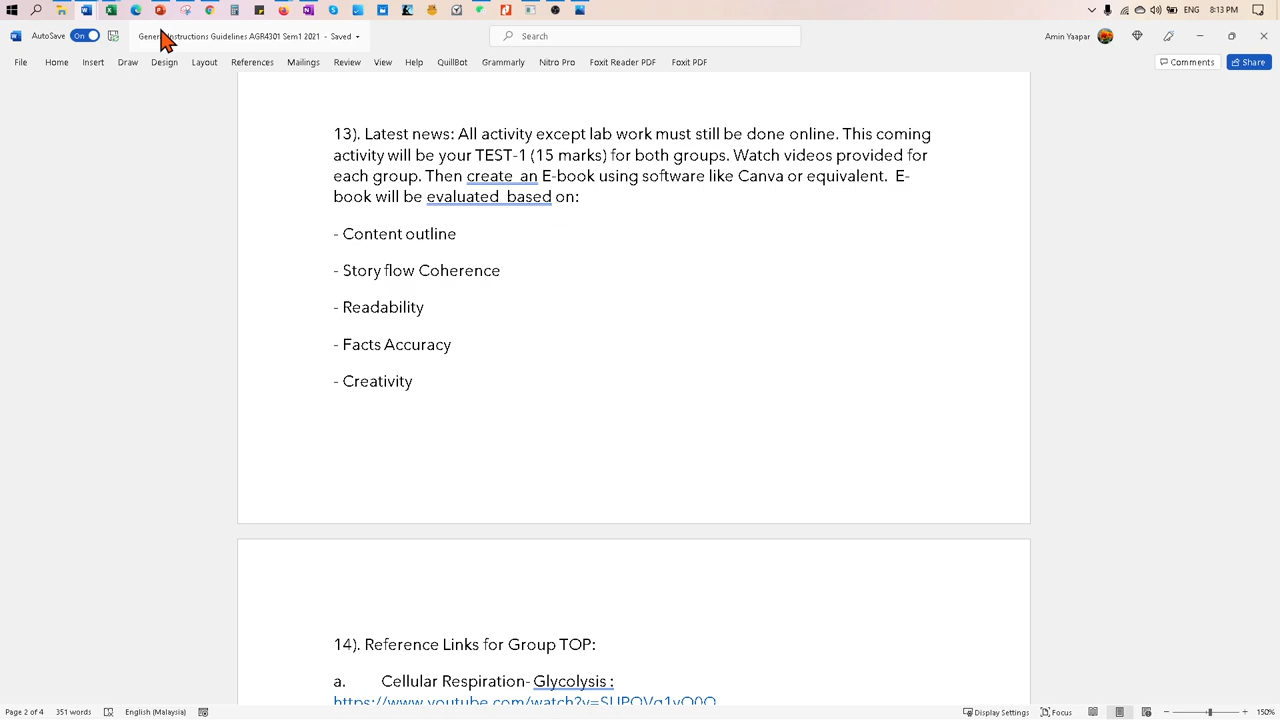 8:13 PM
AutoSave
On
General Instructions Guidelines AGR4301 Sem1 2021 - Saved
Search
Amin Yaapar
ENG
File Home Insert Draw Design Layout References Mailings Review View Help QuillBot Grammarly Nitro Pro Foxit Reader PDF Foxit PDF
Comments
Share
13). Latest news: All activity except lab work must still be done online. This coming
activity will be your TEST-1 (15 marks) for both groups. Watch videos provided for
each group. Then create an E-book using software like Canva or equivalent. E-
book will be evaluated based on:
- Content outline
- Story flow Coherence
- Readability
- Facts Accuracy
- Creativity
14). Reference Links for Group TOP:
a. Cellular Respiration- Glycolysis :
Page 2 of 4 351 words English (Malaysia) Display Settings Focus 150%